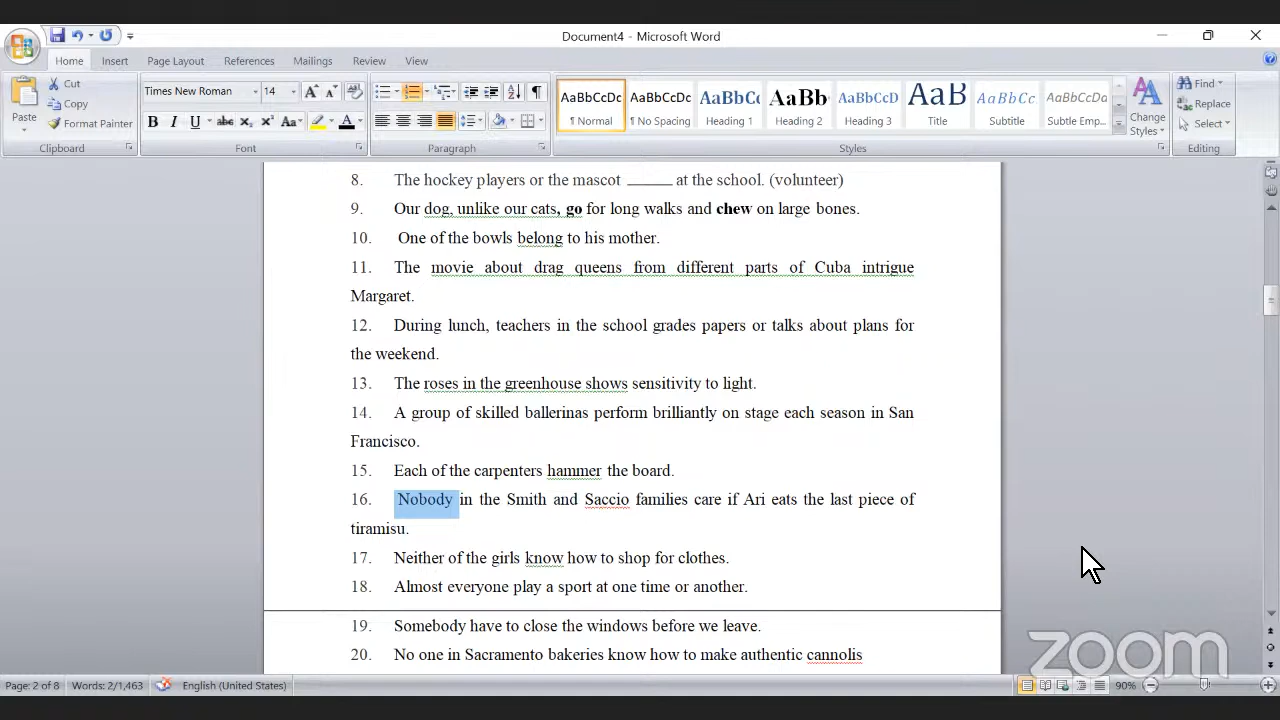 Document4 - Microsoft Word
Home Insert Page Layout References Mailings Review View
Paste
Cut
Copy
Format Painter
Clipboard
Times New Roman 14
B I U abc X₂ X² Aa
Font
Paragraph
AaBbCcDc AaBbCcDc AaBbC AaBbC AaBbCcD AaB AaBbCc. AaBbCcDc
¶ Normal ¶ No Spacing Heading 1 Heading 2 Heading 3 Title Subtitle Subtle Emp...
Styles
Change
Styles
Find
Replace
Select
Editing
8. The hockey players or the mascot _____ at the school. (volunteer)
9. Our dog, unlike our cats, go for long walks and chew on large bones.
10. One of the bowls belong to his mother.
11. The movie about drag queens from different parts of Cuba intrigue
Margaret.
12. During lunch, teachers in the school grades papers or talks about plans for
the weekend.
13. The roses in the greenhouse shows sensitivity to light.
14. A group of skilled ballerinas perform brilliantly on stage each season in San
Francisco.
15. Each of the carpenters hammer the board.
16. Nobody in the Smith and Saccio families care if Ari eats the last piece of
tiramisu.
17. Neither of the girls know how to shop for clothes.
18. Almost everyone play a sport at one time or another.
19. Somebody have to close the windows before we leave.
20. No one in Sacramento bakeries know how to make authentic cannolis
zoom
Page: 2 of 8 Words: 2/1,463 English (United States) 90%